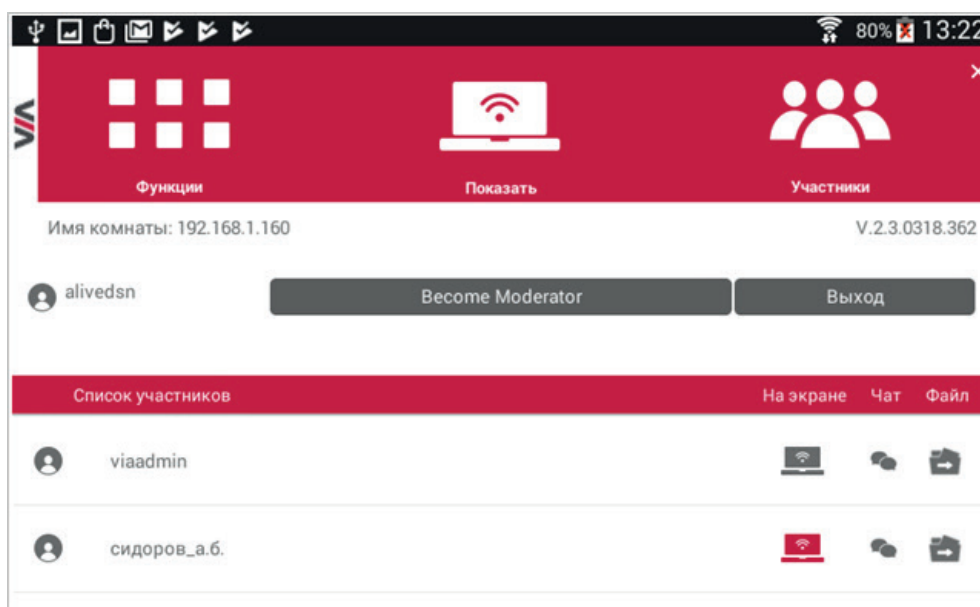 80% 13:22
Функции Показать Участники
Имя комнаты: 192.168.1.160 V.2.3.0318.362
alivedsn Become Moderator Выход
Список участников На экране Чат Файл
viaadmin
сидоров_а.б.